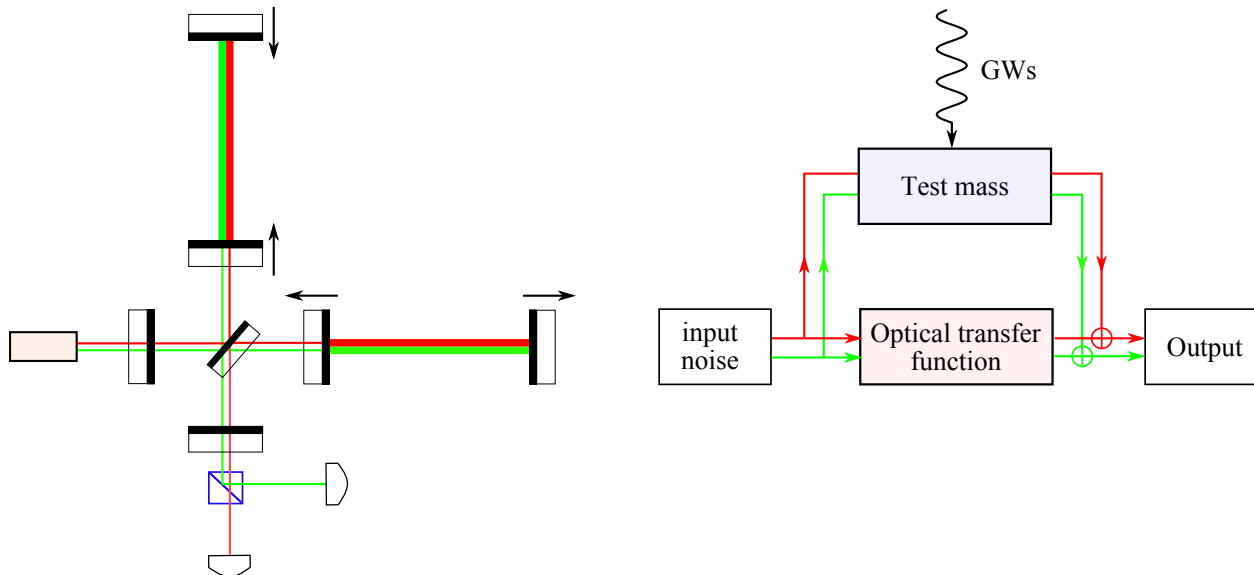 GWs
Test mass
input
noise
Optical transfer
function
Output